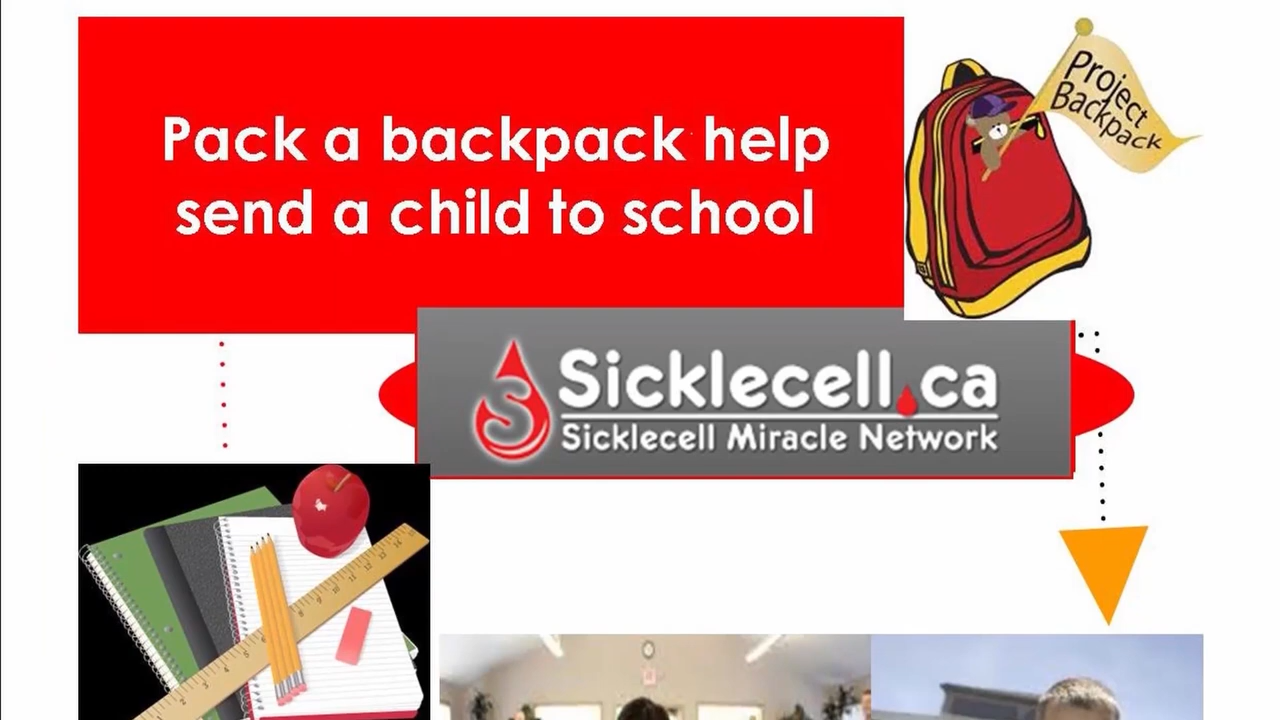 Pack a backpack help
send a child to school
Project
Backpack
Sicklecell.ca
Sicklecell Miracle Network